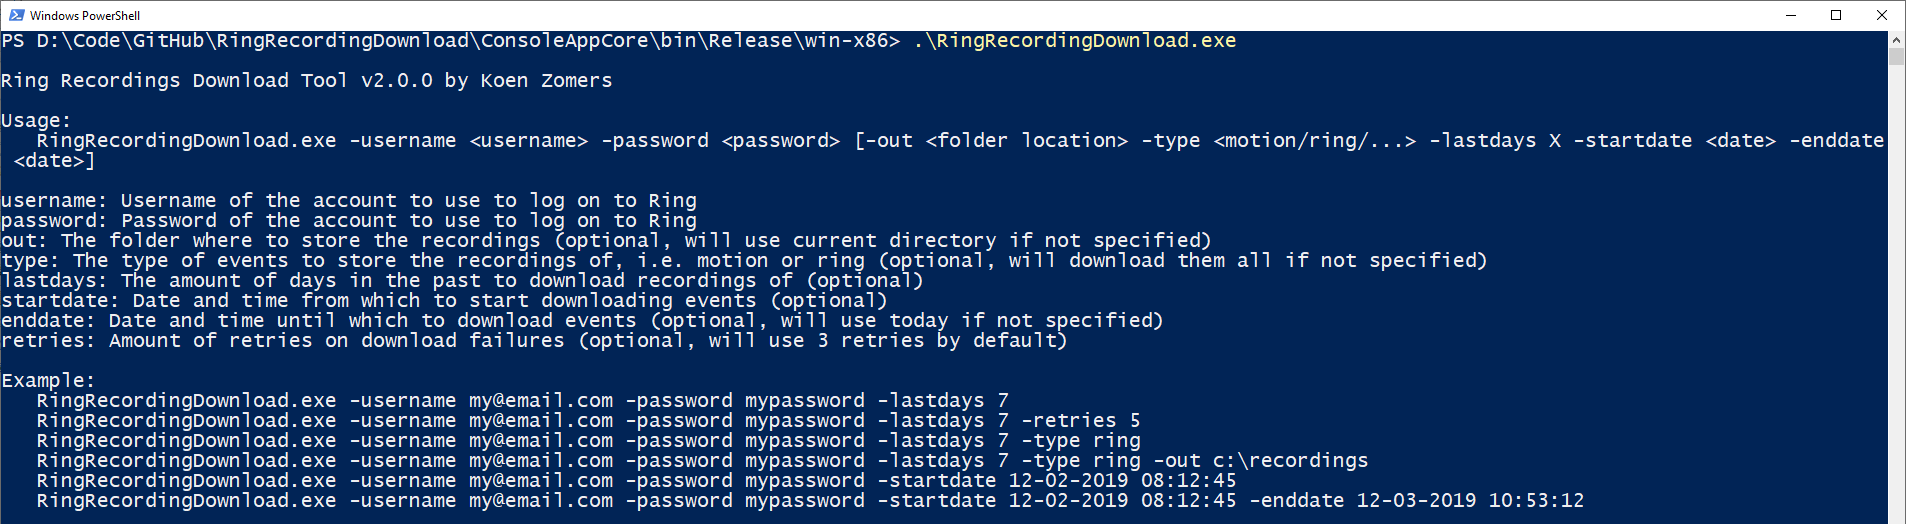 Windows PowerShell
PS D:\Code\GitHub\RingRecordingDownload\ConsoleAppCore\bin\Release\win-x86> .\RingRecordingDownload.exe
Ring Recordings Download Tool v2.0.0 by Koen Zomers
Usage:
RingRecordingDownload.exe -username <username> -password <password> [-out <folder location> -type <motion/ring/...> -lastdays X -startdate <date> -enddate
<date>]
username: Username of the account to use to log on to Ring
password: Password of the account to use to log on to Ring
out: The folder where to store the recordings (optional, will use current directory if not specified)
type: The type of events to store the recordings of, i.e. motion or ring (optional, will download them all if not specified)
lastdays: The amount of days in the past to download recordings of (optional)
startdate: Date and time from which to start downloading events (optional)
enddate: Date and time until which to download events (optional, will use today if not specified)
retries: Amount of retries on download failures (optional, will use 3 retries by default)
Example:
RingRecordingDownload.exe -username my@email.com -password mypassword -lastdays 7
RingRecordingDownload.exe -username my@email.com -password mypassword -lastdays 7 -retries 5
RingRecordingDownload.exe -username my@email.com -password mypassword -lastdays 7 -type ring
RingRecordingDownload.exe -username my@email.com -password mypassword -lastdays 7 -type ring -out c:\recordings
RingRecordingDownload.exe -username my@email.com -password mypassword -startdate 12-02-2019 08:12:45
RingRecordingDownload.exe -username my@email.com -password mypassword -startdate 12-02-2019 08:12:45 -enddate 12-03-2019 10:53:12